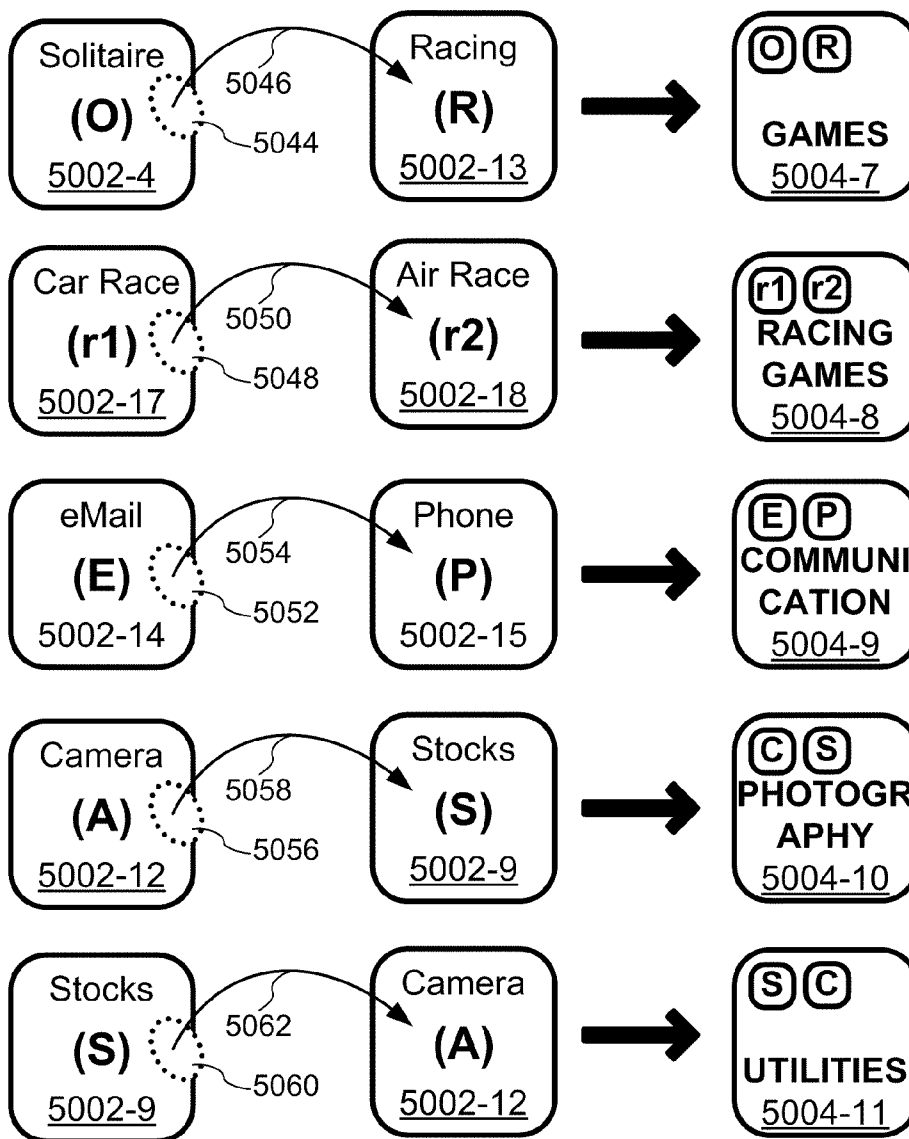 Solitaire
(O)
5002-4
5046
5044
Racing
(R)
5002-13
O R
GAMES
5004-7
Car Race
(r1)
5002-17
5050
5048
Air Race
(r2)
5002-18
r1 r2
RACING
GAMES
5004-8
eMail
(E)
5002-14
5054
5052
Phone
(P)
5002-15
E P
COMMUNI
CATION
5004-9
Camera
(A)
5002-12
5058
5056
Stocks
(S)
5002-9
C S
PHOTOGR
APHY
5004-10
Stocks
(S)
5002-9
5062
5060
Camera
(A)
5002-12
S C
UTILITIES
5004-11